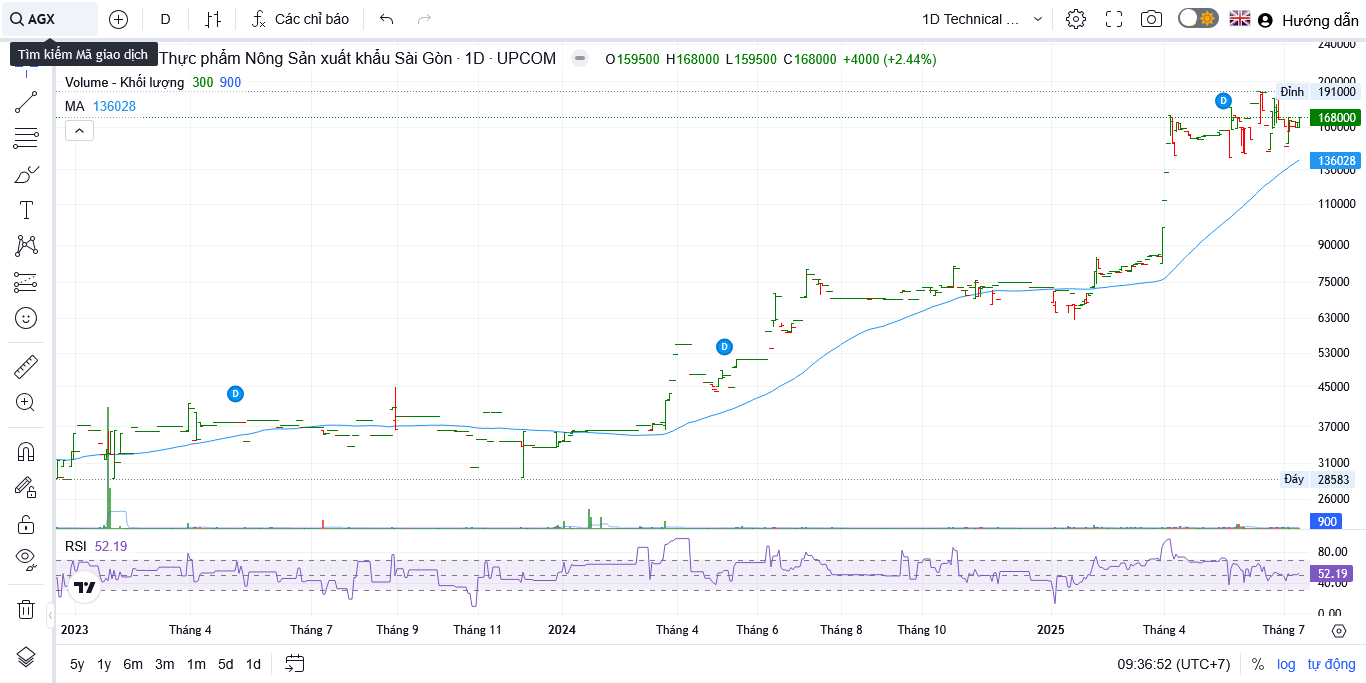 AGX
D
Các chỉ báo
1D Technical ...
Hướng dẫn
Tìm kiếm Mã giao dịch
Thực phẩm Nông Sản xuất khẩu Sài Gòn · 1D · UPCOM
O159500 H168000 L159500 C168000 +4000 (+2.44%)
Volume - Khối lượng 300 900
MA 136028
240000
200000
Đỉnh 191000
168000
160000
136028
130000
110000
90000
75000
63000
53000
45000
37000
31000
Đáy 28583
26000
900
D
D
D
RSI 52.19
80.00
52.19
40.00
0.00
2023 Tháng 4 Tháng 7 Tháng 9 Tháng 11 2024 Tháng 4 Tháng 6 Tháng 8 Tháng 10 2025 Tháng 4 Tháng 7
5y 1y 6m 3m 1m 5d 1d
09:36:52 (UTC+7) % log tự động